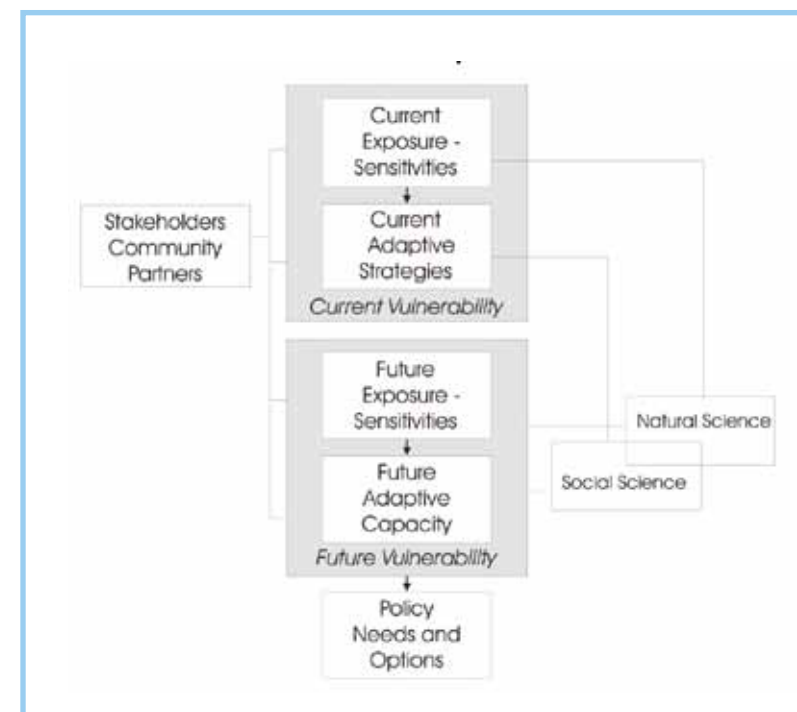 Current
Exposure -
Sensitivities
Stakeholders
Community
Partners
Current
Adaptive
Strategies
Current Vulnerability
Future
Exposure -
Sensitivities
Natural Science
Social Science
Future
Adaptive
Capacity
Future Vulnerability
Policy
Needs and
Options